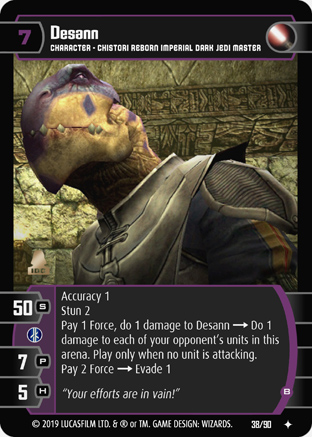 7
Desann
CHARACTER • CHISTORI REBORN IMPERIAL DARK JEDI MASTER
IDC
50 S
7 P
5 H
Accuracy 1
Stun 2
Pay 1 Force, do 1 damage to Desann → Do 1
damage to each of your opponent's units in this
arena. Play only when no unit is attacking.
Pay 2 Force → Evade 1
"Your efforts are in vain!"
B
© 2019 LUCASFILM LTD. & ® or TM. GAME DESIGN: WIZARDS.
38/90